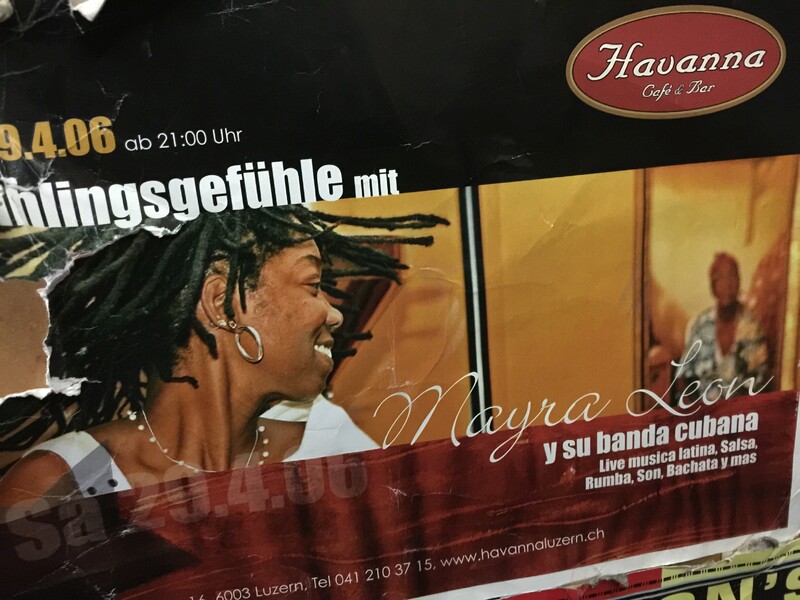 Havanna
Café & Bar
9.4.06 ab 21:00 Uhr
hlingsgefühle mit
Mayra Leon
y su banda cubana
Live musica latina, Salsa,
Rumba, Son, Bachata y mas
sa 29.4.06
16, 6003 Luzern, Tel 041 210 37 15, www.havannaluzern.ch